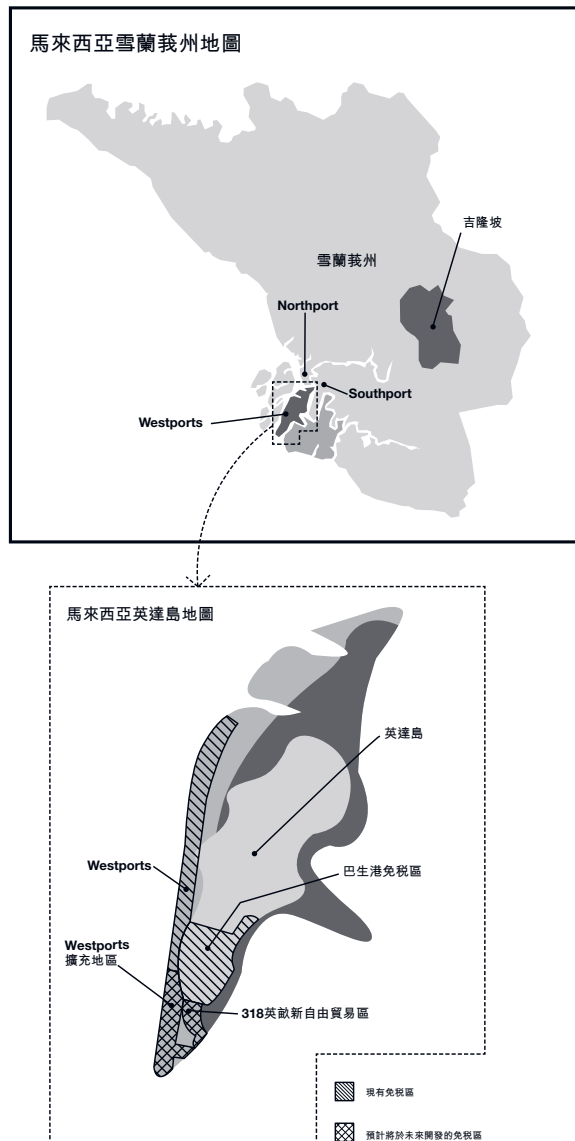 馬來西亞雪蘭莪州地圖
吉隆坡
雪蘭莪州
Northport
Southport
Westports
馬來西亞英達島地圖
英達島
Westports
巴生港免稅區
Westports
擴充地區
318英畝新自由貿易區
現有免稅區
預計將於未來開發的免稅區